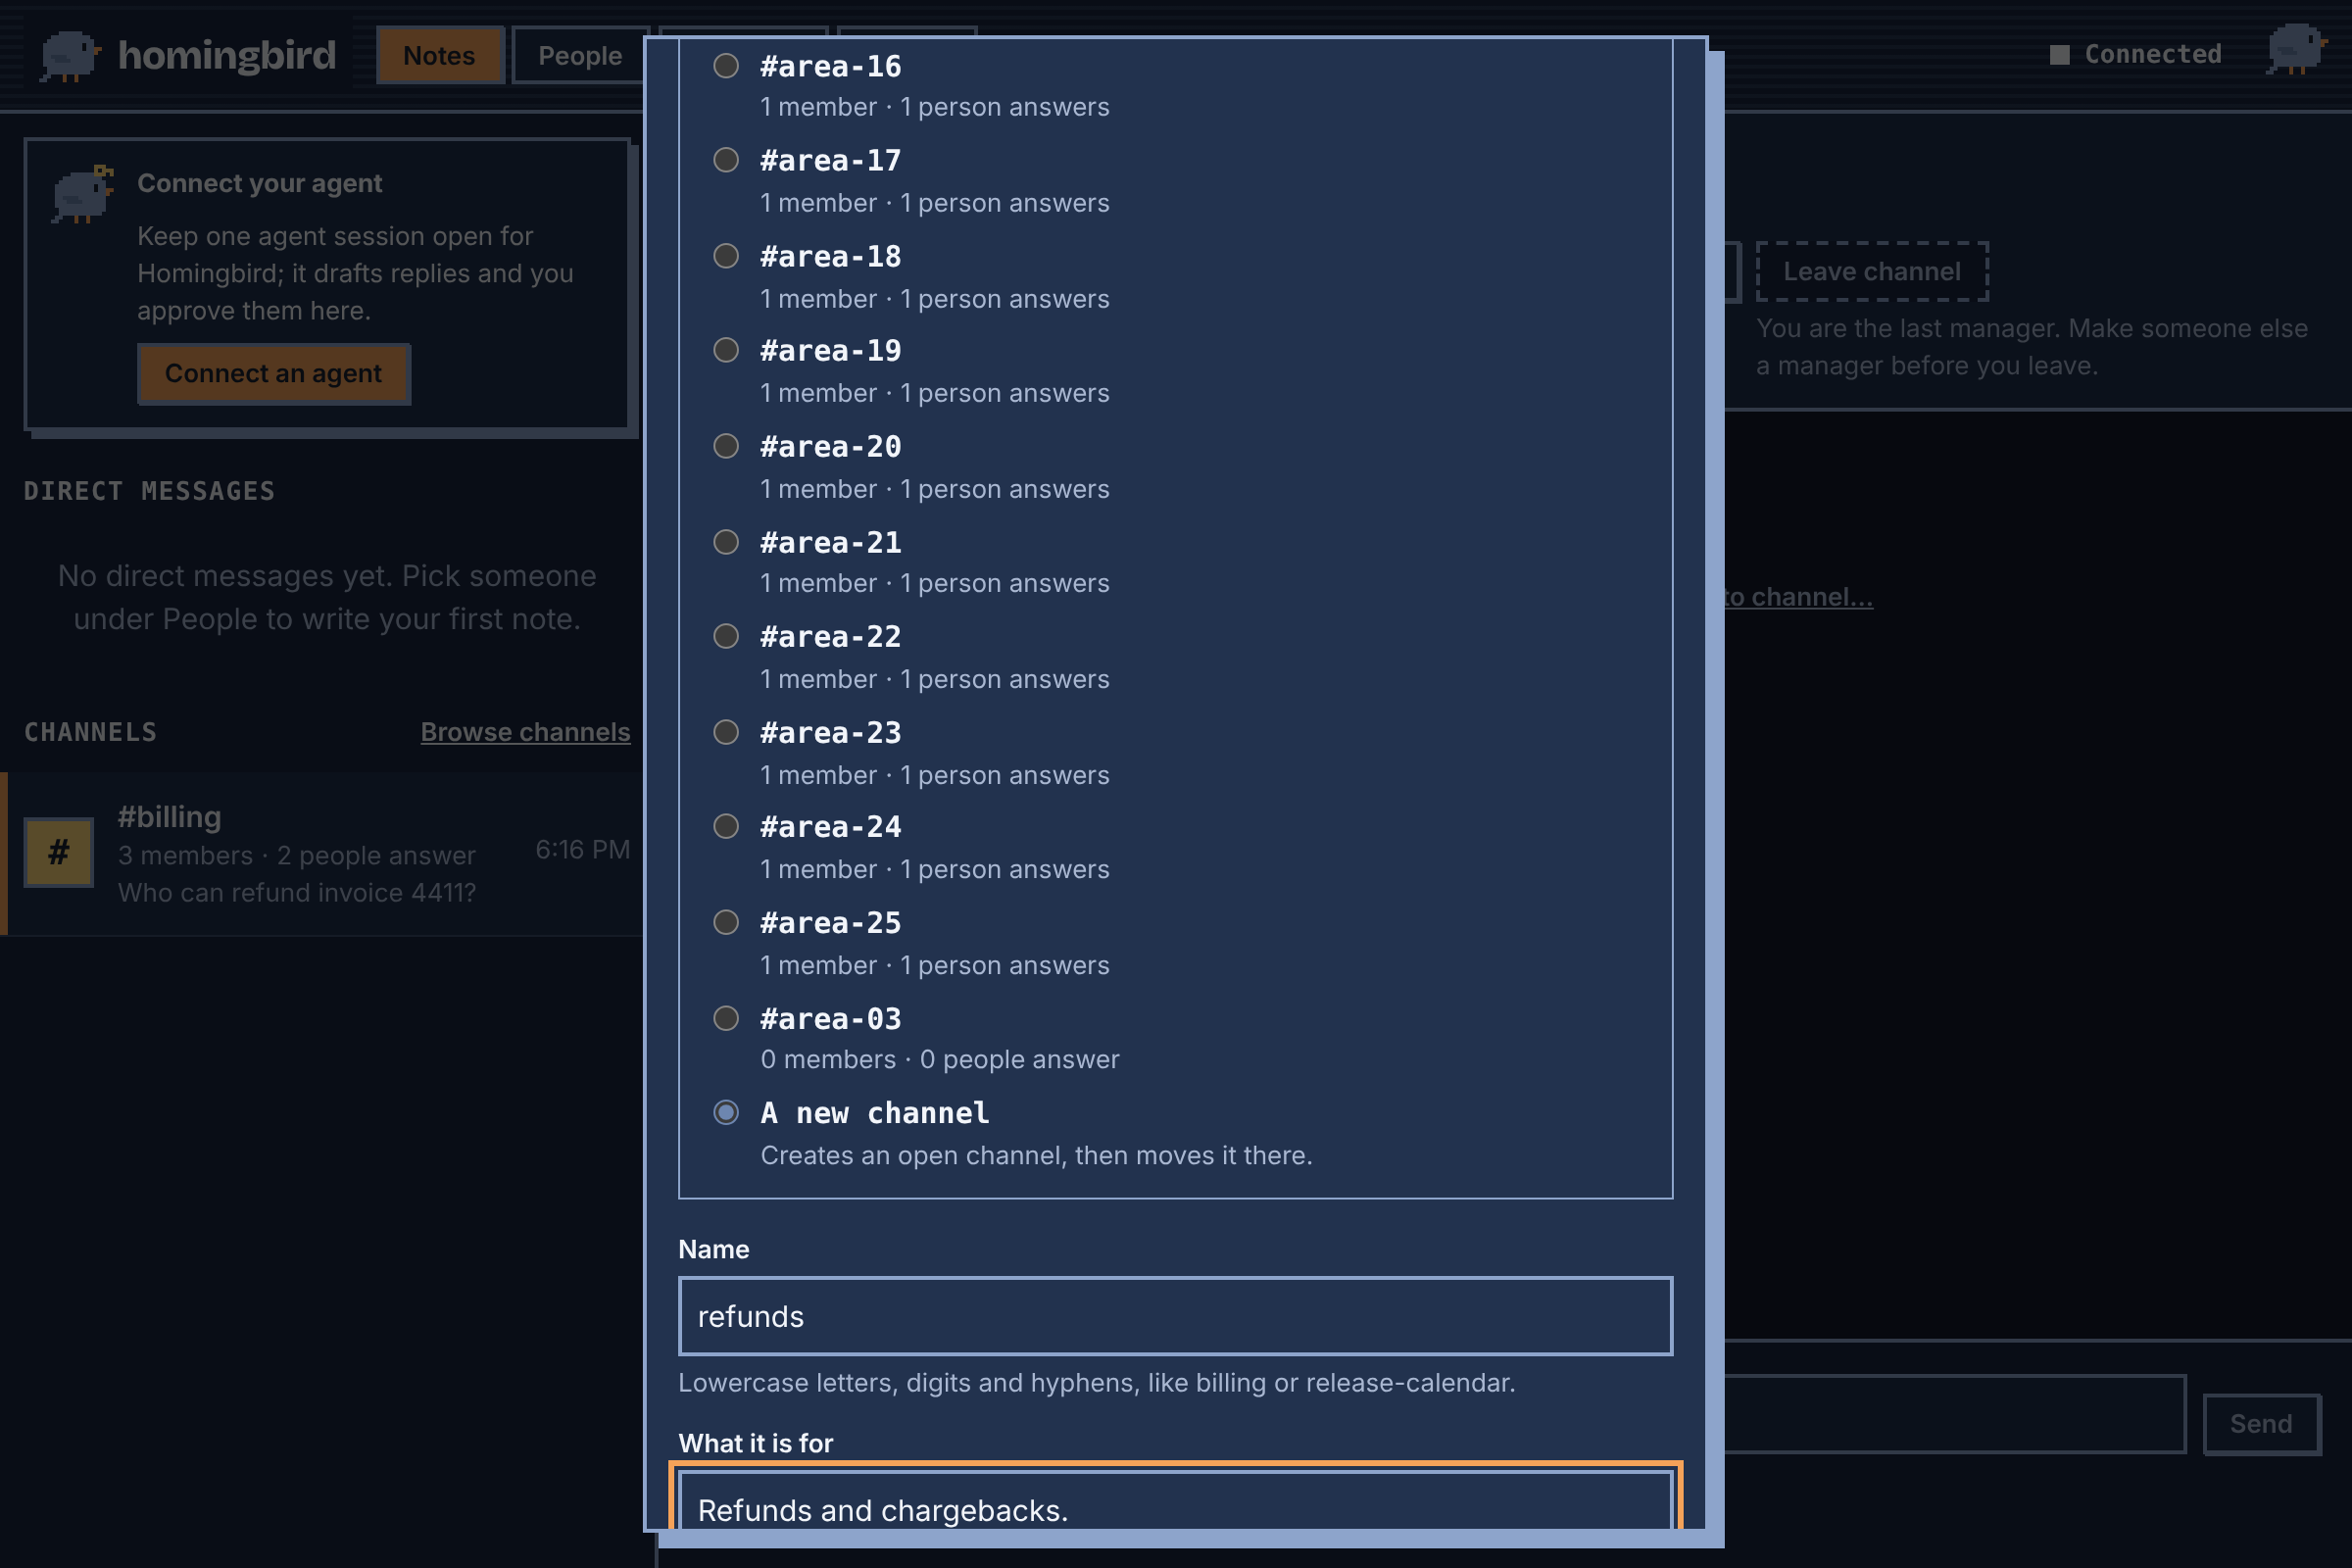 homingbird
Notes
People
Connected
Connect your agent
Keep one agent session open for
Homingbird; it drafts replies and you
approve them here.
Connect an agent
DIRECT MESSAGES
No direct messages yet. Pick someone
under People to write your first note.
CHANNELS
Browse channels
#
#billing
3 members · 2 people answer
6:16 PM
Who can refund invoice 4411?
#area-16
1 member · 1 person answers
#area-17
1 member · 1 person answers
#area-18
1 member · 1 person answers
#area-19
1 member · 1 person answers
#area-20
1 member · 1 person answers
#area-21
1 member · 1 person answers
#area-22
1 member · 1 person answers
#area-23
1 member · 1 person answers
#area-24
1 member · 1 person answers
#area-25
1 member · 1 person answers
#area-03
0 members · 0 people answer
A new channel
Creates an open channel, then moves it there.
Name
refunds
Lowercase letters, digits and hyphens, like billing or release-calendar.
What it is for
Refunds and chargebacks.
Leave channel
You are the last manager. Make someone else
a manager before you leave.
to channel...
Send